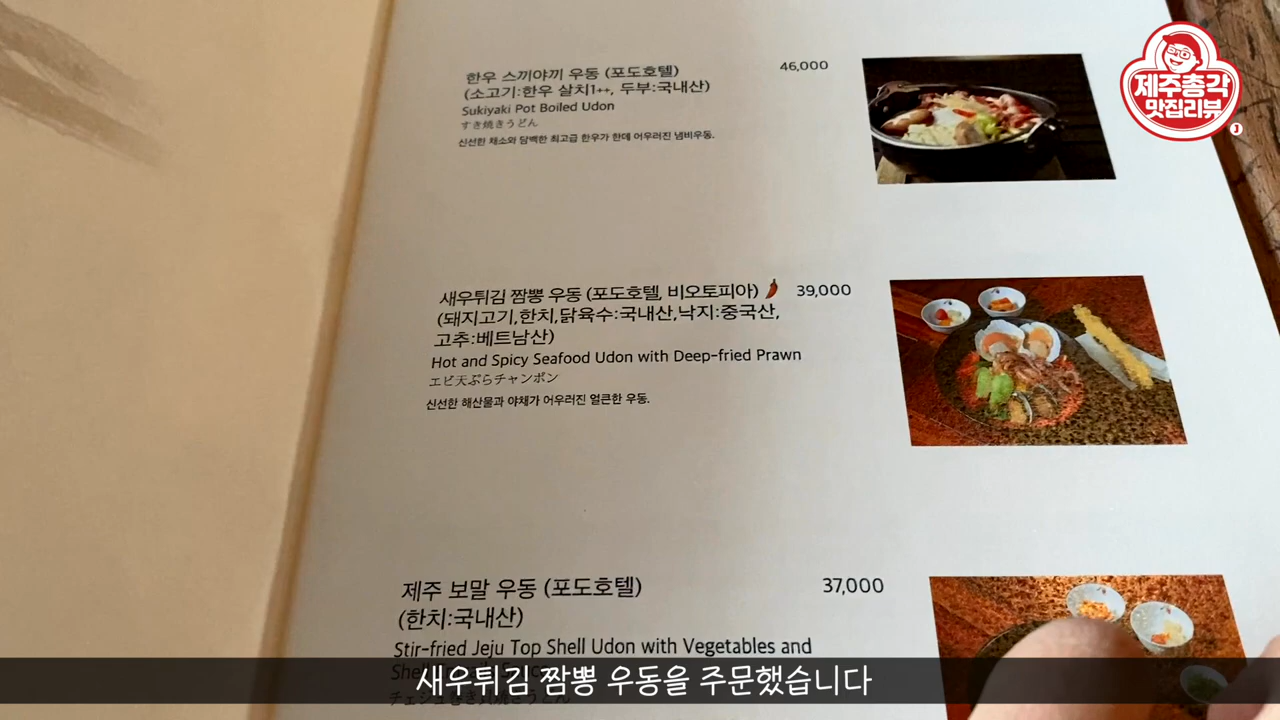 제주총각
맛집리뷰
한우 스끼야끼 우동 (포도호텔) 46,000
(소고기:한우 살치1++, 두부:국내산)
Sukiyaki Pot Boiled Udon
すき焼きうどん
신선한 채소와 담백한 최고급 한우가 한데 어우러진 냄비우동.
새우튀김 짬뽕 우동 (포도호텔, 비오토피아) 39,000
(돼지고기,한치,닭육수:국내산,낙지:중국산,
고추:베트남산)
Hot and Spicy Seafood Udon with Deep-fried Prawn
エビ天ぷらチャンポン
신선한 해산물과 야채가 어우러진 얼큰한 우동.
제주 보말 우동 (포도호텔) 37,000
(한치:국내산)
Stir-fried Jeju Top Shell Udon with Vegetables and
새우튀김 짬뽕 우동을 주문했습니다